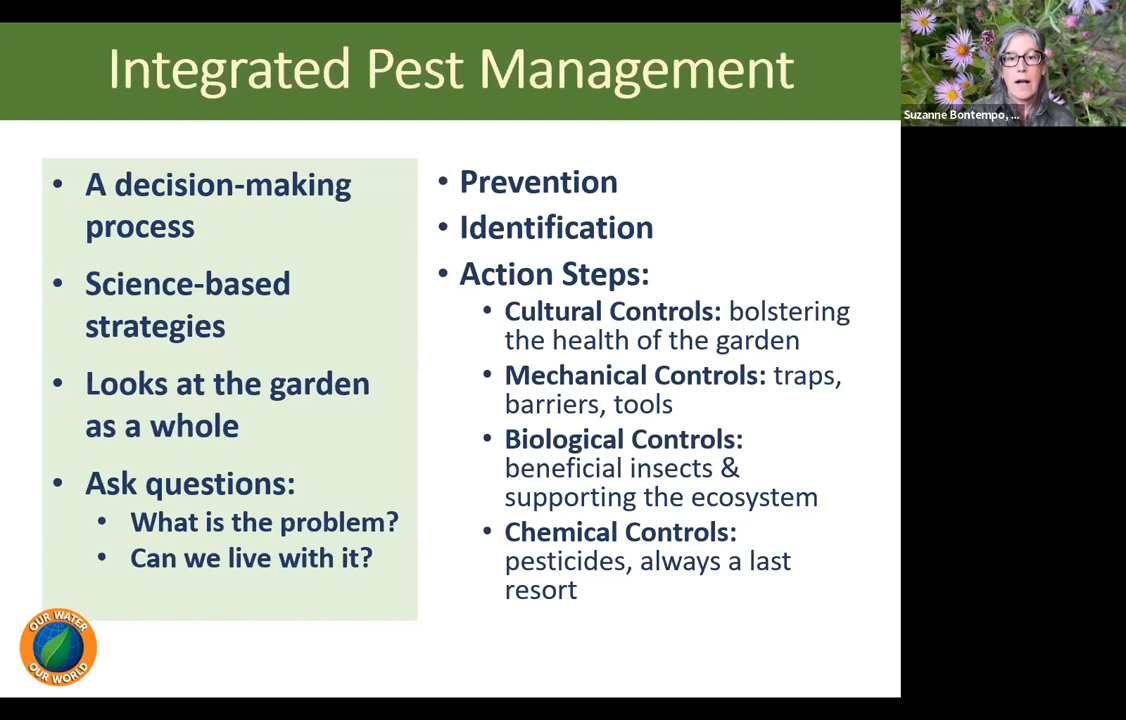 Integrated Pest Management
Suzanne Bontempo, ...
• A decision-making
process
• Science-based
strategies
• Looks at the garden
as a whole
• Ask questions:
• What is the problem?
• Can we live with it?
• Prevention
• Identification
• Action Steps:
• Cultural Controls: bolstering
the health of the garden
• Mechanical Controls: traps,
barriers, tools
• Biological Controls:
beneficial insects &
supporting the ecosystem
• Chemical Controls:
pesticides, always a last
resort
OUR WATER
OUR WORLD